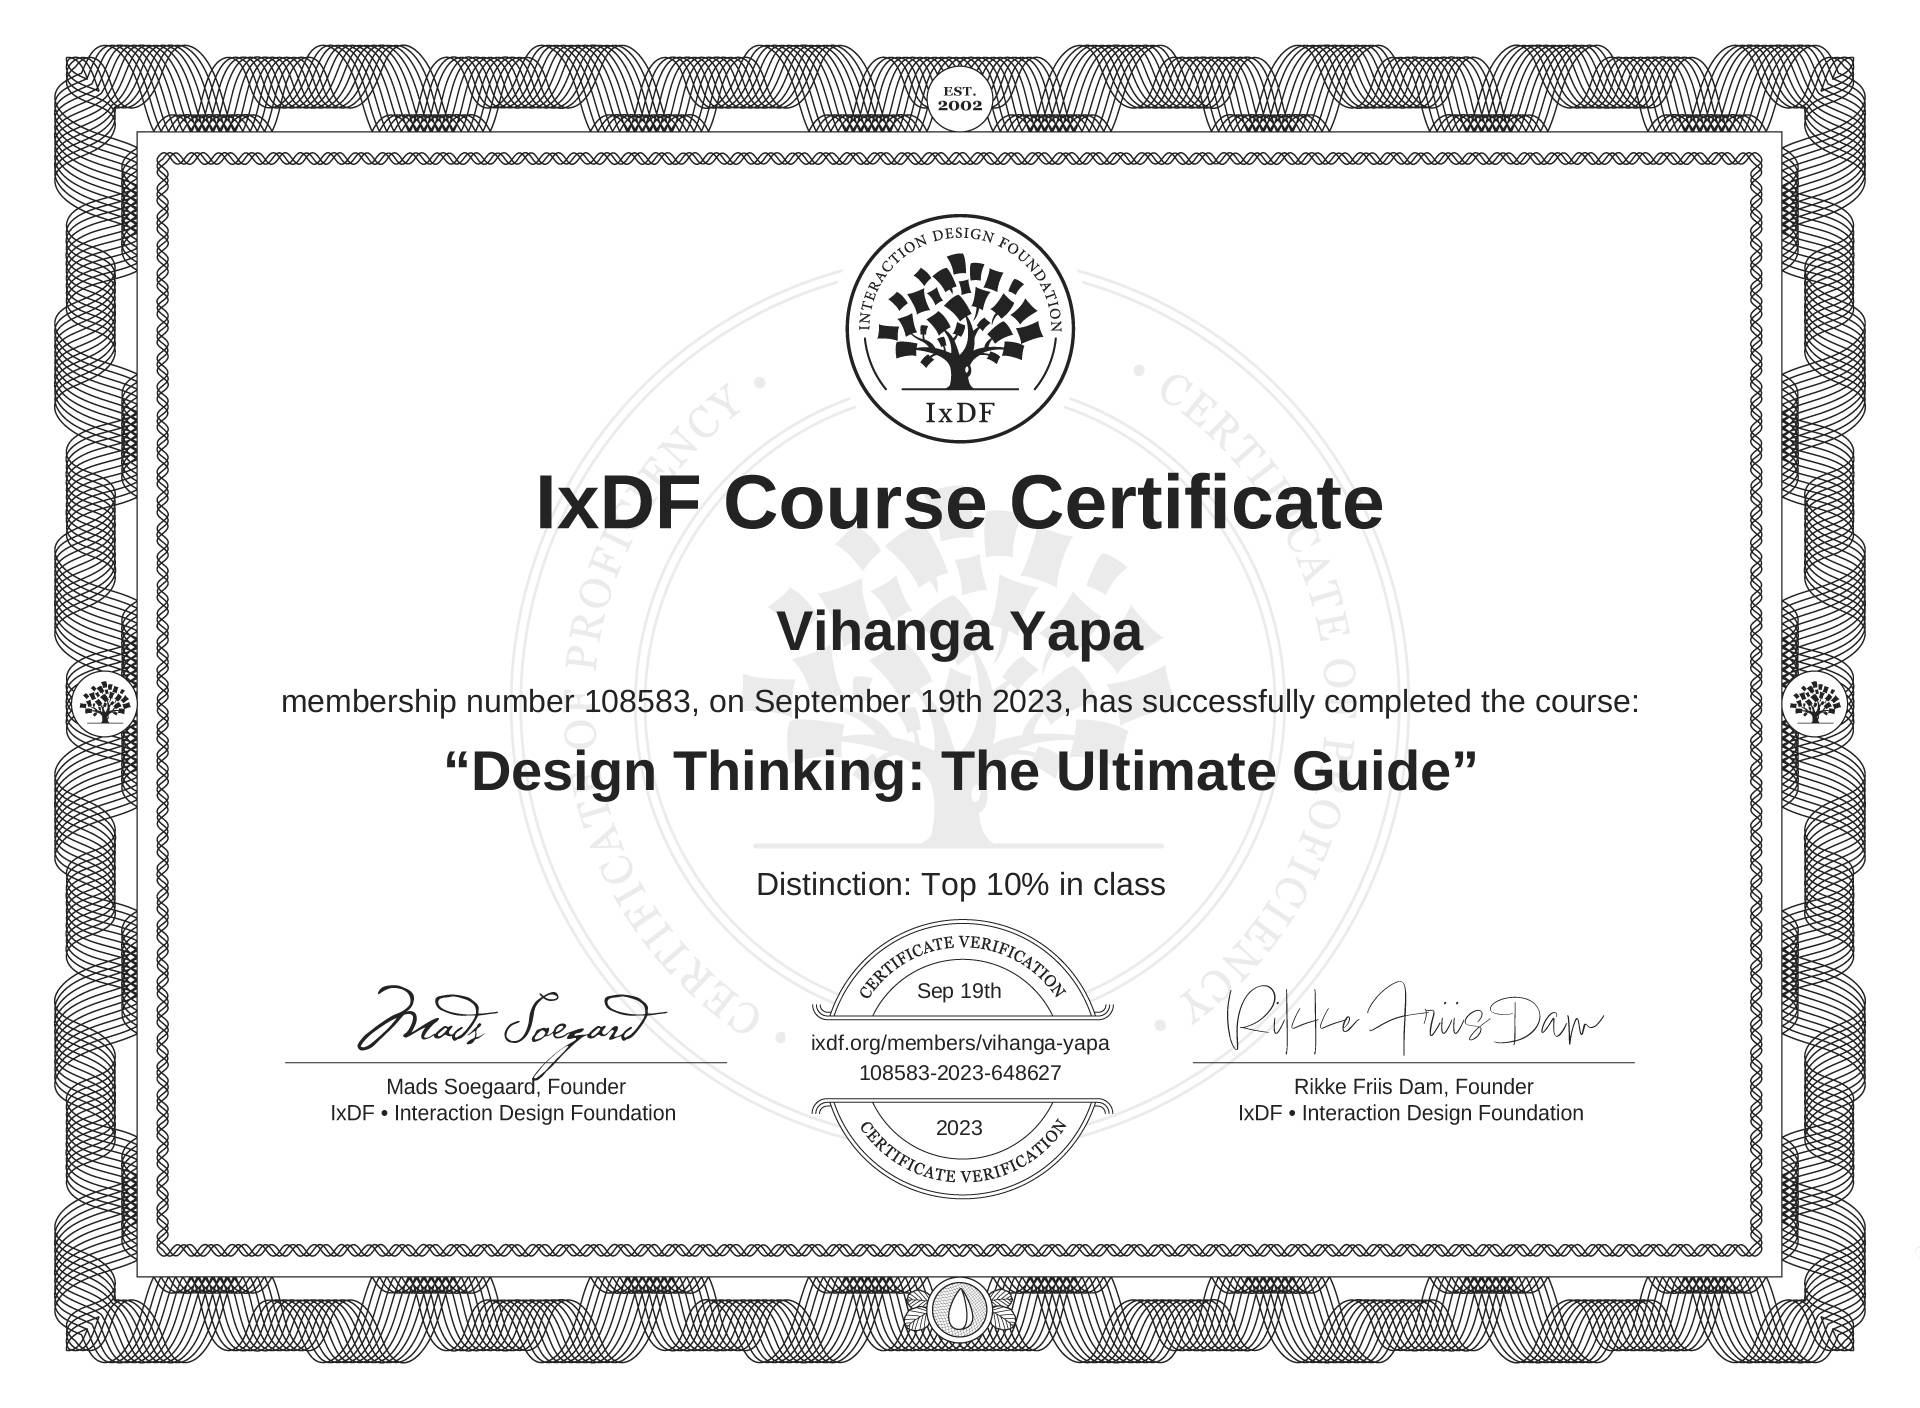 EST.
2002
INTERACTION DESIGN FOUNDATION
IxDF
• CERTIFICATE OF PROFICIENCY •
• CERTIFICATE OF PROFICIENCY •
IxDF Course Certificate
Vihanga Yapa
membership number 108583, on September 19th 2023, has successfully completed the course:
“Design Thinking: The Ultimate Guide”
Distinction: Top 10% in class
Mads Soegaard
Mads Soegaard, Founder
IxDF • Interaction Design Foundation
CERTIFICATE VERIFICATION
Sep 19th
ixdf.org/members/vihanga-yapa
108583-2023-648627
2023
CERTIFICATE VERIFICATION
Rikke Friis Dam
Rikke Friis Dam, Founder
IxDF • Interaction Design Foundation